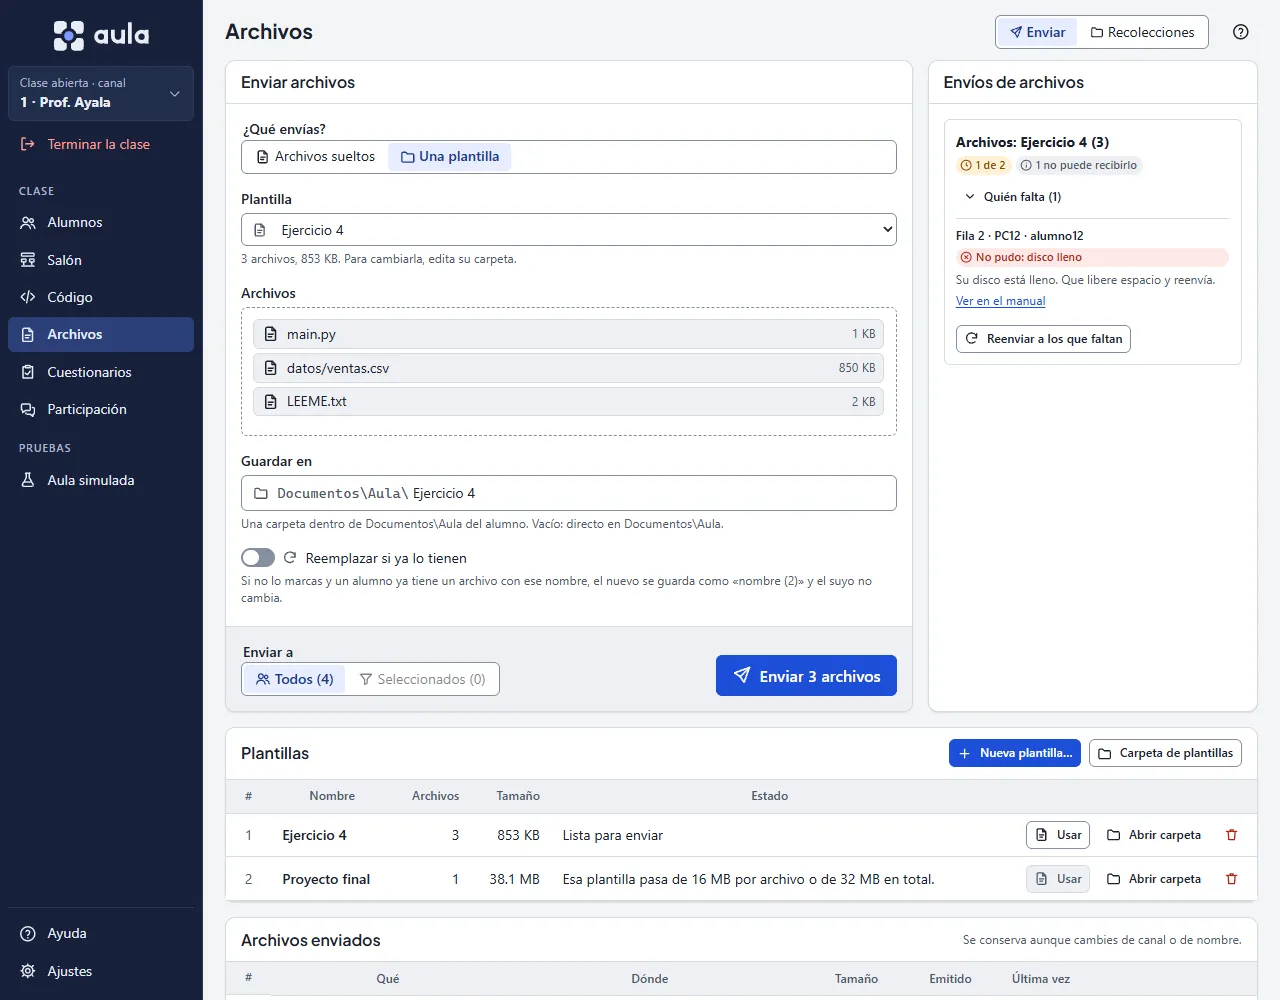 aula
Clase abierta · canal
1 · Prof. Ayala
Terminar la clase
CLASE
Alumnos
Salón
Código
Archivos
Cuestionarios
Participación
PRUEBAS
Aula simulada
Ayuda
Ajustes
Archivos
Enviar
Recolecciones
Enviar archivos
¿Qué envías?
Archivos sueltos
Una plantilla
Plantilla
Ejercicio 4
3 archivos, 853 KB. Para cambiarla, edita su carpeta.
Archivos
main.py 1 KB
datos/ventas.csv 850 KB
LEEME.txt 2 KB
Guardar en
Documentos\Aula\ Ejercicio 4
Una carpeta dentro de Documentos\Aula del alumno. Vacío: directo en Documentos\Aula.
Reemplazar si ya lo tienen
Si no lo marcas y un alumno ya tiene un archivo con ese nombre, el nuevo se guarda como «nombre (2)» y el suyo no
cambia.
Enviar a
Todos (4)
Seleccionados (0)
Enviar 3 archivos
Envíos de archivos
Archivos: Ejercicio 4 (3)
1 de 2
1 no puede recibirlo
Quién falta (1)
Fila 2 · PC12 · alumno12
No pudo: disco lleno
Su disco está lleno. Que libere espacio y reenvía.
Ver en el manual
Reenviar a los que faltan
Plantillas
Nueva plantilla...
Carpeta de plantillas
# Nombre Archivos Tamaño Estado
1 Ejercicio 4 3 853 KB Lista para enviar Usar Abrir carpeta
2 Proyecto final 1 38.1 MB Esa plantilla pasa de 16 MB por archivo o de 32 MB en total. Usar Abrir carpeta
Archivos enviados
Se conserva aunque cambies de canal o de nombre.
# Qué Dónde Tamaño Emitido Última vez